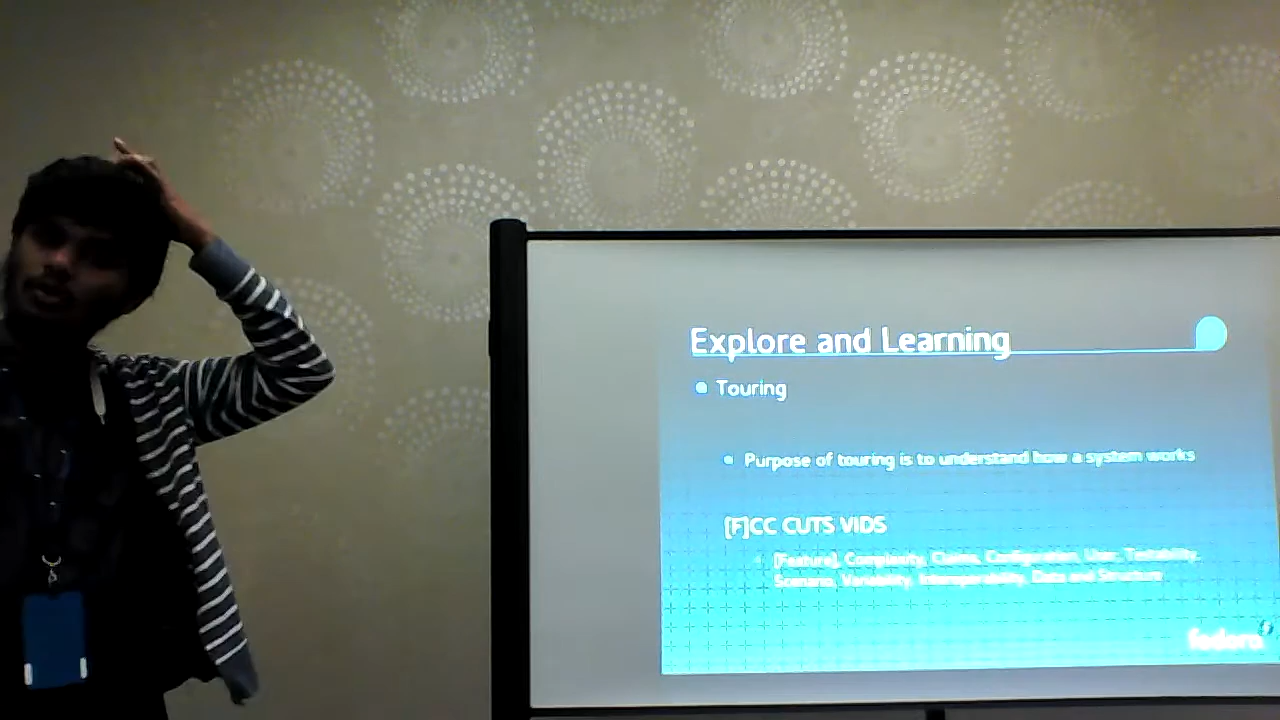 Explore and Learning
Touring
Purpose of touring is to understand how a system works
[F]CC CUTS VIDS
[Feature], Complexity, Claims, Configuration, User, Testability,
Scenario, Variability, Interoperability, Data and Structure
fedora